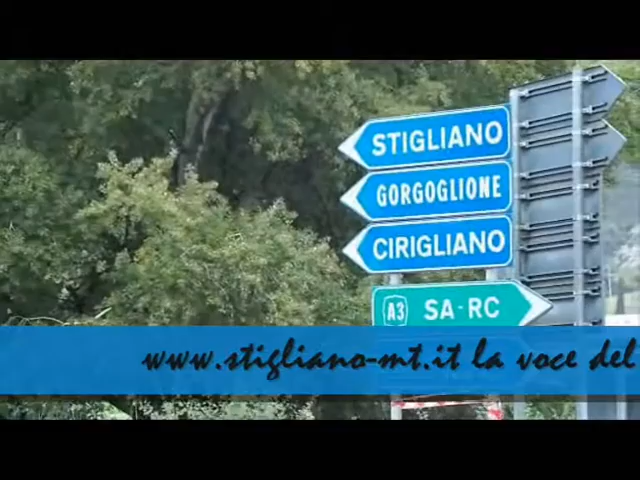 STIGLIANO
GORGOGLIONE
CIRIGLIANO
A3 SA-RC
www.stigliano-mt.it la voce del